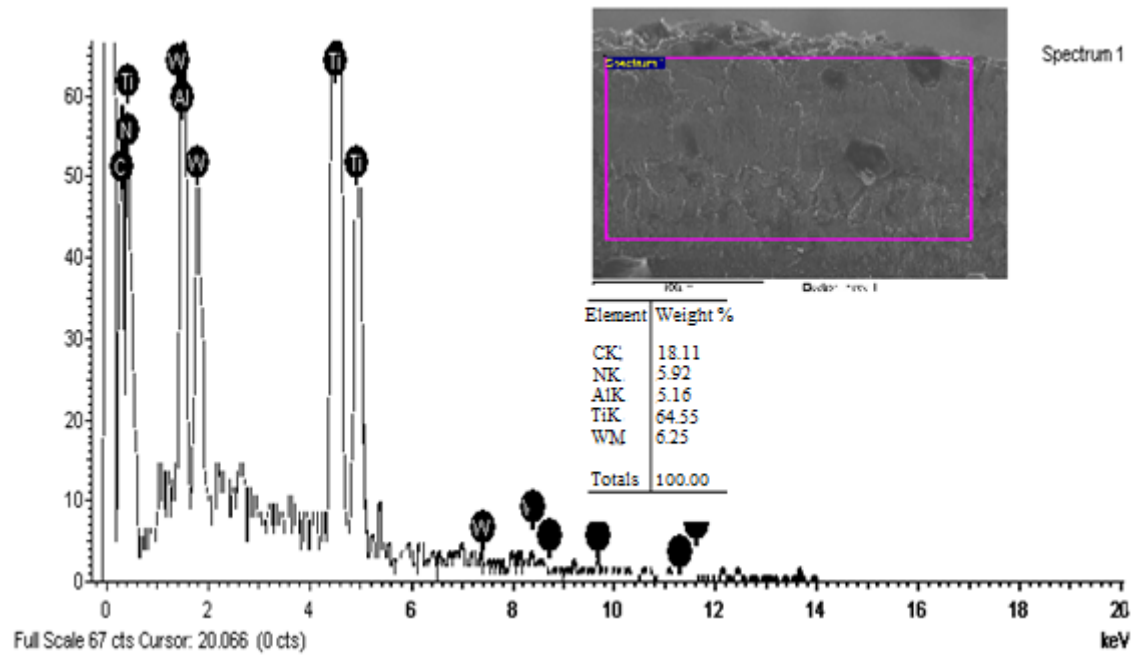 Spectrum 1
Ti
W
Ti
N
C
Al
W
Ti
W
60
50
40
30
20
10
0
Spectrum 1
Element Weight %
CK 18.11
NK 5.92
AlK 5.16
TiK 64.55
WM 6.25
Totals 100.00
0 2 4 6 8 10 12 14 16 18 20
Full Scale 67 cts Cursor: 20.066 (0 cts) keV